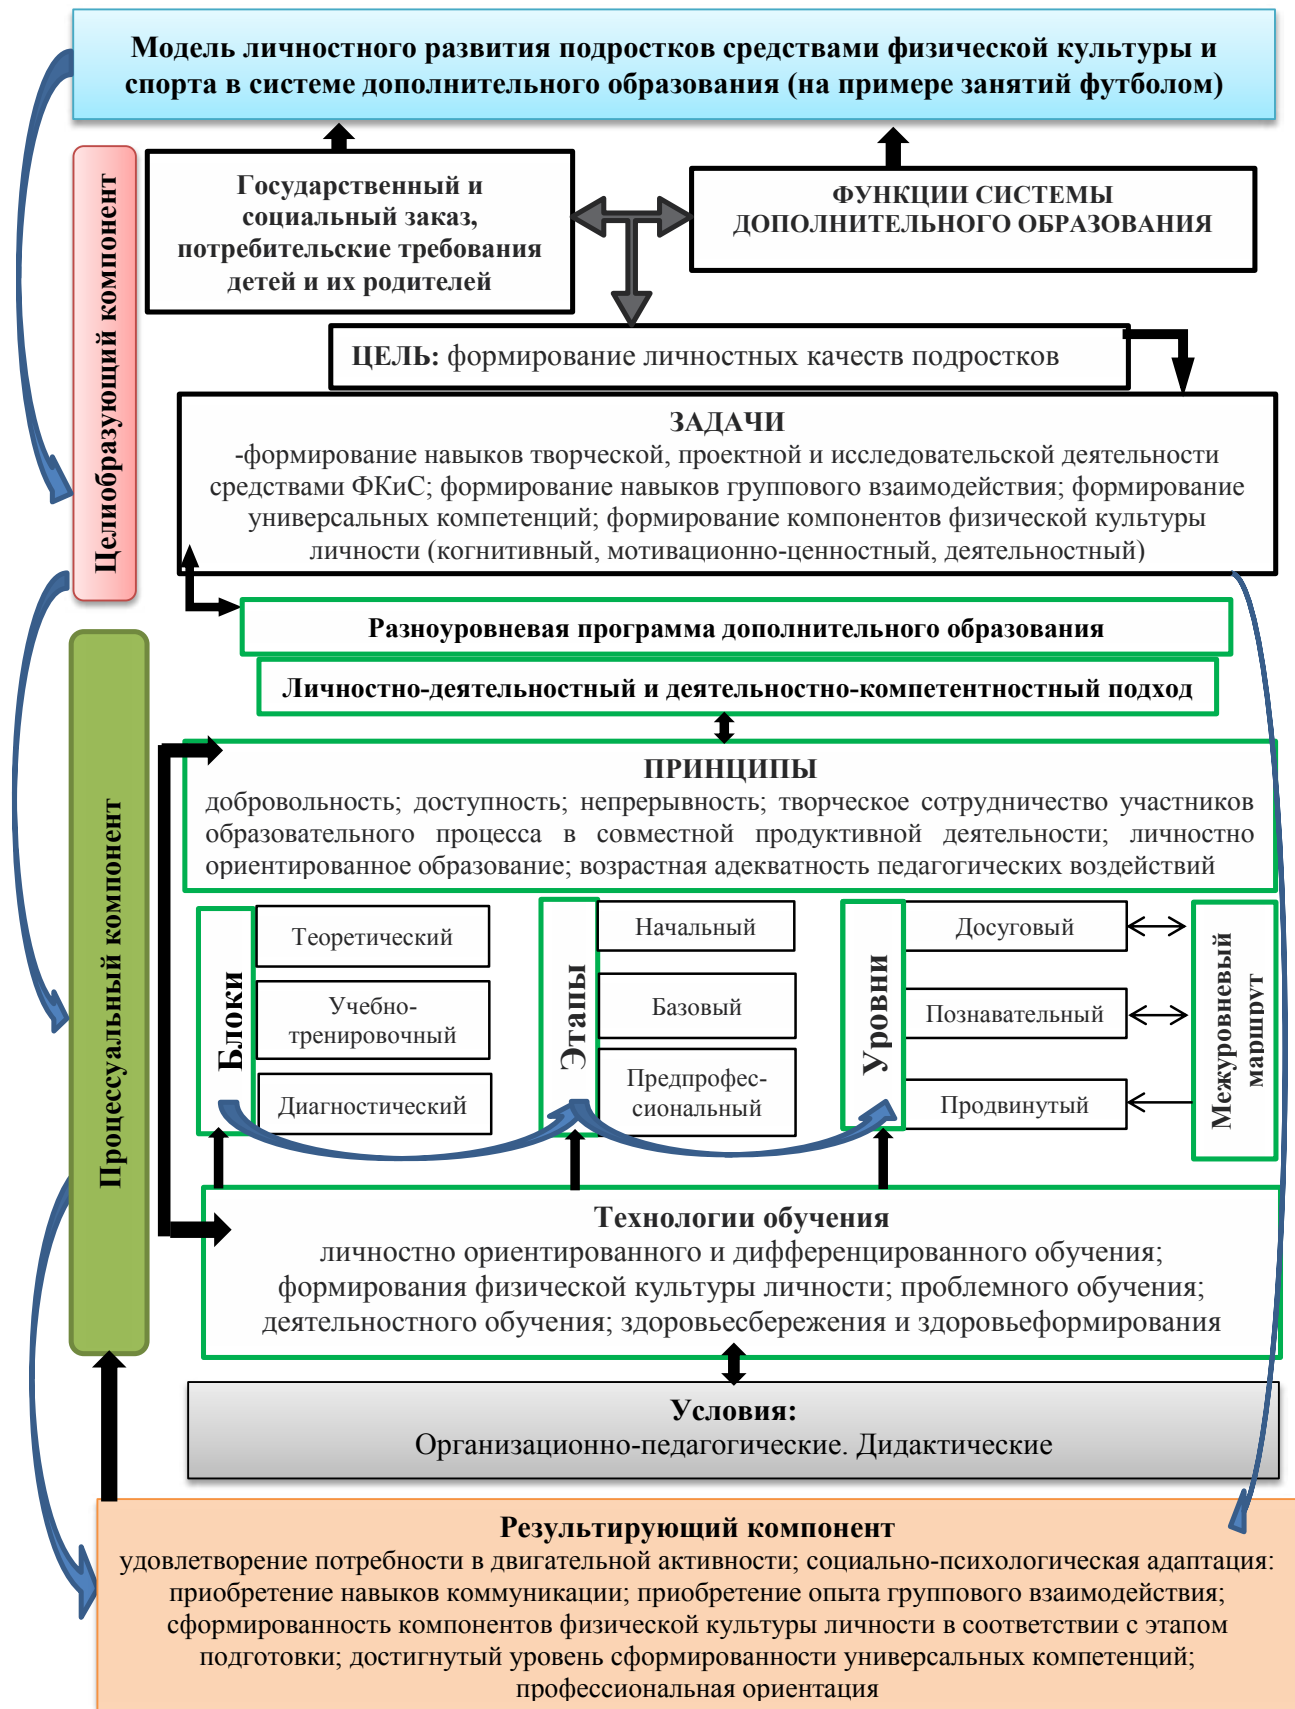 Модель личностного развития подростков средствами физической культуры и
спорта в системе дополнительного образования (на примере занятий футболом)
Целиобразующий компонент
Государственный и
социальный заказ,
потребительские требования
детей и их родителей
ФУНКЦИИ СИСТЕМЫ
ДОПОЛНИТЕЛЬНОГО ОБРАЗОВАНИЯ
ЦЕЛЬ: формирование личностных качеств подростков
ЗАДАЧИ
-формирование навыков творческой, проектной и исследовательской деятельности
средствами ФКиС; формирование навыков группового взаимодействия; формирование
универсальных компетенций; формирование компонентов физической культуры
личности (когнитивный, мотивационно-ценностный, деятельностный)
Процессуальный компонент
Разноуровневая программа дополнительного образования
Личностно-деятельностный и деятельностно-компетентностный подход
ПРИНЦИПЫ
добровольность; доступность; непрерывность; творческое сотрудничество участников
образовательного процесса в совместной продуктивной деятельности; личностно
ориентированное образование; возрастная адекватность педагогических воздействий
Блоки
Теоретический
Учебно-
тренировочный
Диагностический
Этапы
Начальный
Базовый
Предпрофес-
сиональный
Уровни
Досуговый
Познавательный
Продвинутый
Межуровневый
маршрут
Технологии обучения
личностно ориентированного и дифференцированного обучения;
формирования физической культуры личности; проблемного обучения;
деятельностного обучения; здоровьесбережения и здоровьеформирования
Условия:
Организационно-педагогические. Дидактические
Результирующий компонент
удовлетворение потребности в двигательной активности; социально-психологическая адаптация:
приобретение навыков коммуникации; приобретение опыта группового взаимодействия;
сформированность компонентов физической культуры личности в соответствии с этапом
подготовки; достигнутый уровень сформированности универсальных компетенций;
профессиональная ориентация